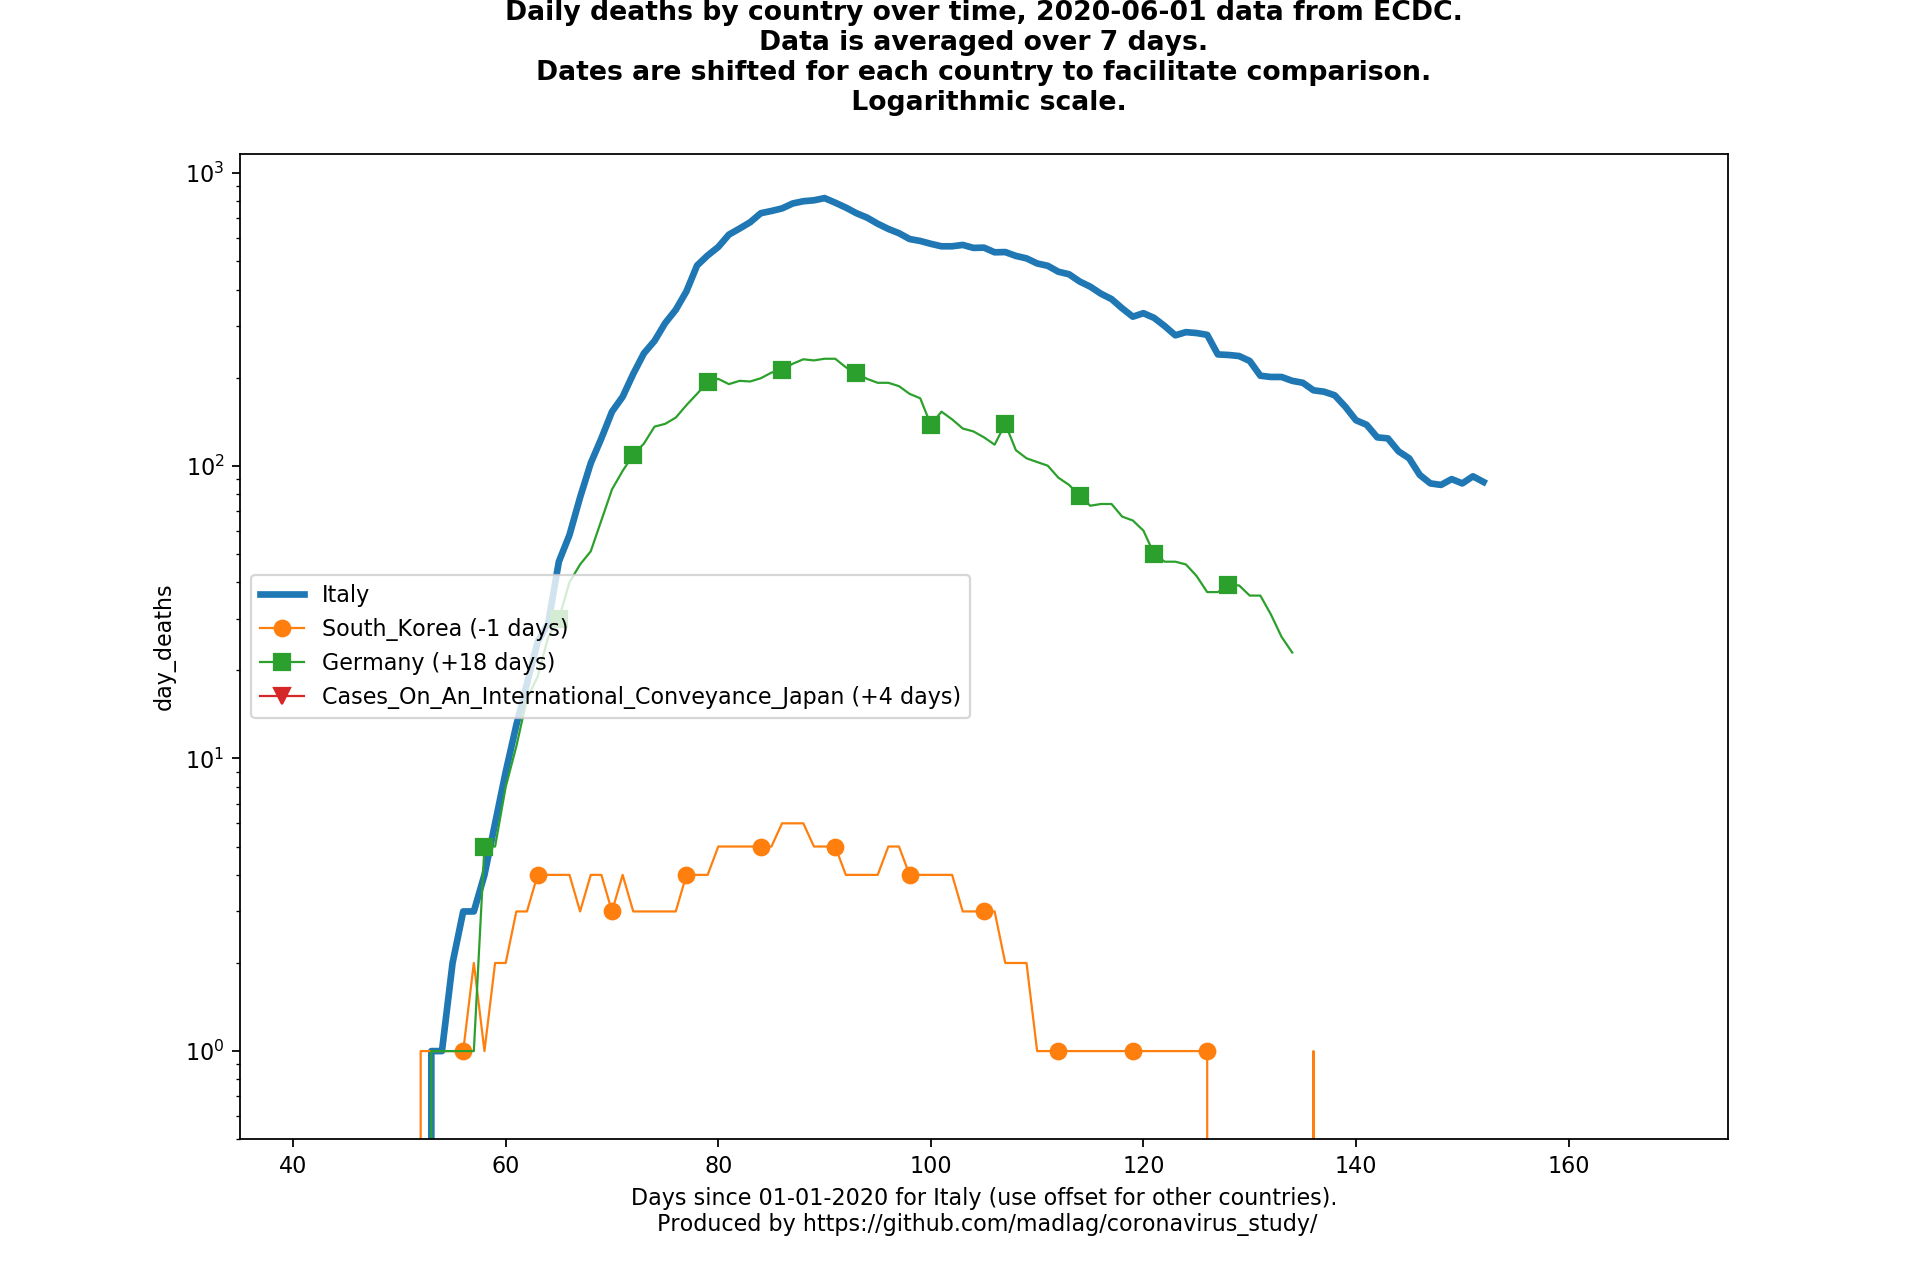 Daily deaths by country over time, 2020-06-01 data from ECDC.
Data is averaged over 7 days.
Dates are shifted for each country to facilitate comparison.
Logarithmic scale.
10³
10²
10¹
10⁰
day_deaths
Italy
South_Korea (-1 days)
Germany (+18 days)
Cases_On_An_International_Conveyance_Japan (+4 days)
40 60 80 100 120 140 160
Days since 01-01-2020 for Italy (use offset for other countries).
Produced by https://github.com/madlag/coronavirus_study/